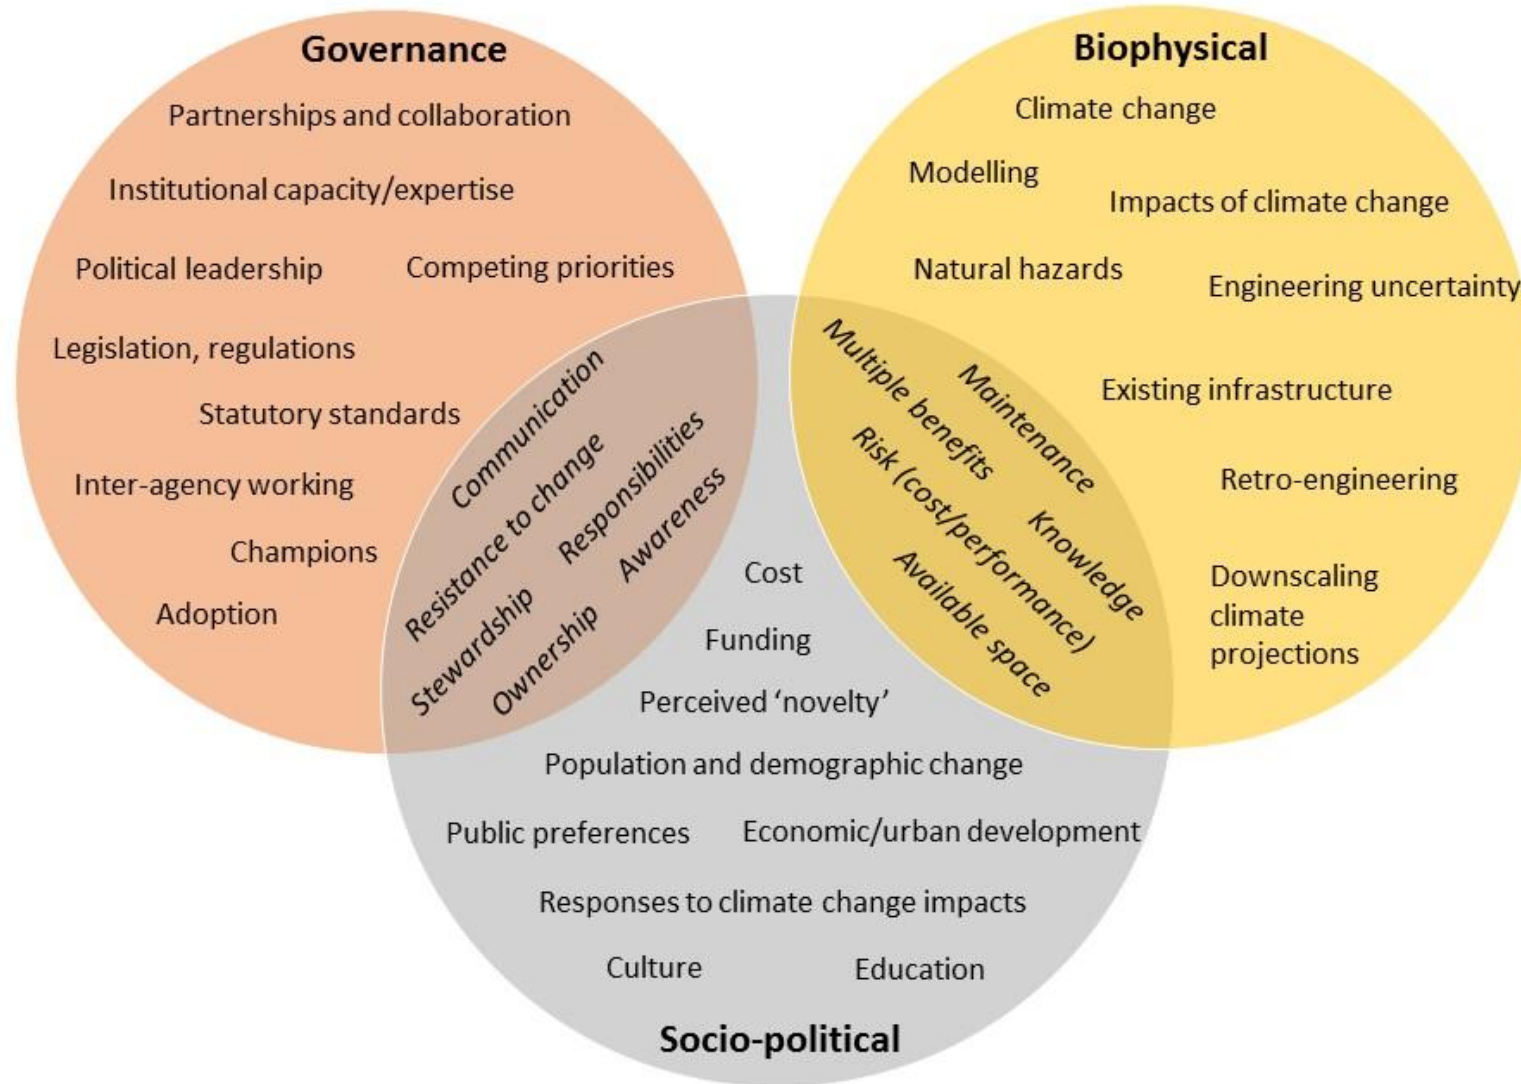 Governance
Partnerships and collaboration
Institutional capacity/expertise
Political leadership
Competing priorities
Legislation, regulations
Statutory standards
Inter-agency working
Champions
Adoption
Communication
Resistance to change
Responsibilities
Awareness
Stewardship
Ownership
Biophysical
Climate change
Modelling
Impacts of climate change
Natural hazards
Engineering uncertainty
Existing infrastructure
Retro-engineering
Downscaling
climate
projections
Multiple benefits
Maintenance
Risk (cost/performance)
Knowledge
Available space
Cost
Funding
Perceived ‘novelty’
Population and demographic change
Public preferences
Economic/urban development
Responses to climate change impacts
Culture
Education
Socio-political